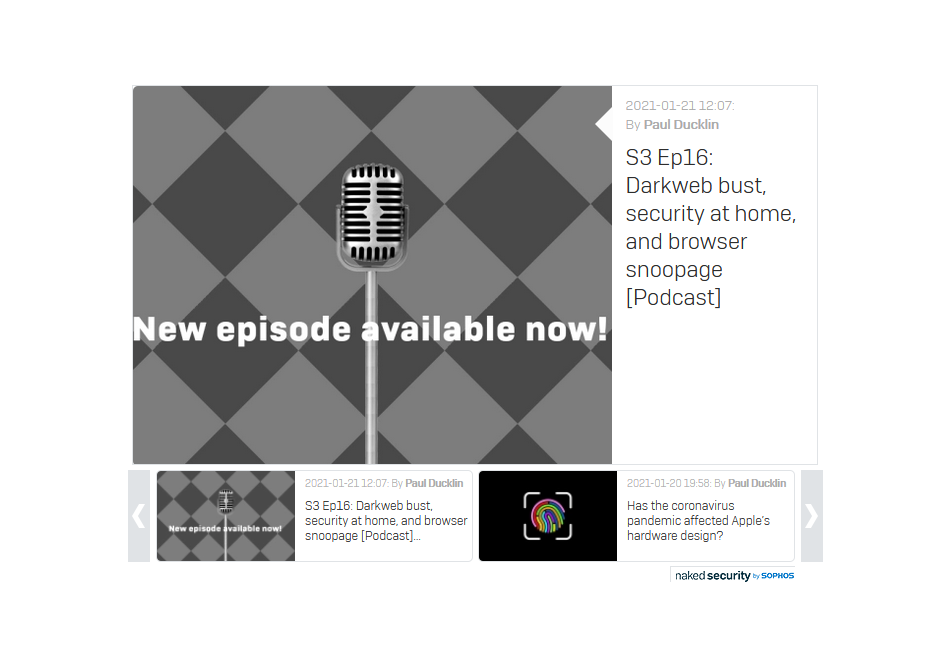 2021-01-21 12:07:
By Paul Ducklin
S3 Ep16:
Darkweb bust,
security at home,
and browser
snoopage
[Podcast]
New episode available now!
2021-01-21 12:07: By Paul Ducklin
S3 Ep16: Darkweb bust,
security at home, and browser
snoopage [Podcast]...
New episode available now!
2021-01-20 19:58: By Paul Ducklin
Has the coronavirus
pandemic affected Apple's
hardware design?
naked security by SOPHOS